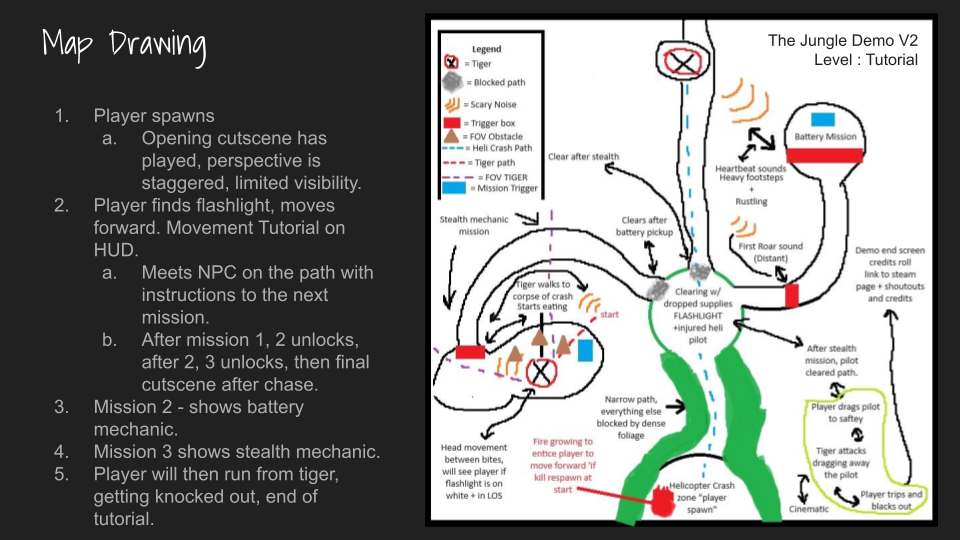 Map Drawing
1. Player spawns
a. Opening cutscene has
played, perspective is
staggered, limited visibility.
2. Player finds flashlight, moves
forward. Movement Tutorial on
HUD.
a. Meets NPC on the path with
instructions to the next
mission.
b. After mission 1, 2 unlocks,
after 2, 3 unlocks, then final
cutscene after chase.
3. Mission 2 - shows battery
mechanic.
4. Mission 3 shows stealth mechanic.
5. Player will then run from tiger,
getting knocked out, end of
tutorial.
The Jungle Demo V2
Level : Tutorial
Legend
= Tiger
= Blocked path
= Scary Noise
= Trigger box
= FOV Obstacle
= Heli Crash Path
= Tiger path
= FOV TIGER
= Mission Trigger
Battery Mission
Clear after stealth
Heartbeat sounds
Heavy footsteps
+
Rustling
Stealth mechanic
mission
Clears after
battery pickup
First Roar sound
(Distant)
Demo end screen
credits roll
link to steam
page + shoutouts
and credits
Tiger walks to
corpse of crash
Starts eating
start
Clearing w/
dropped supplies
FLASHLIGHT
+injured heli
pilot
After stealth
mission, pilot
cleared path.
Narrow path,
everything else
blocked by dense
foliage
Player drags pilot
to saftey
Tiger attacks
dragging away
the pilot
Player trips and
blacks out
Cinematic
Head movement
between bites,
will see player if
flashlight is on
white + in LOS
Fire growing to
entice player to
move forward 'if
kill respawn at
start
Helicopter Crash
zone "player
spawn"